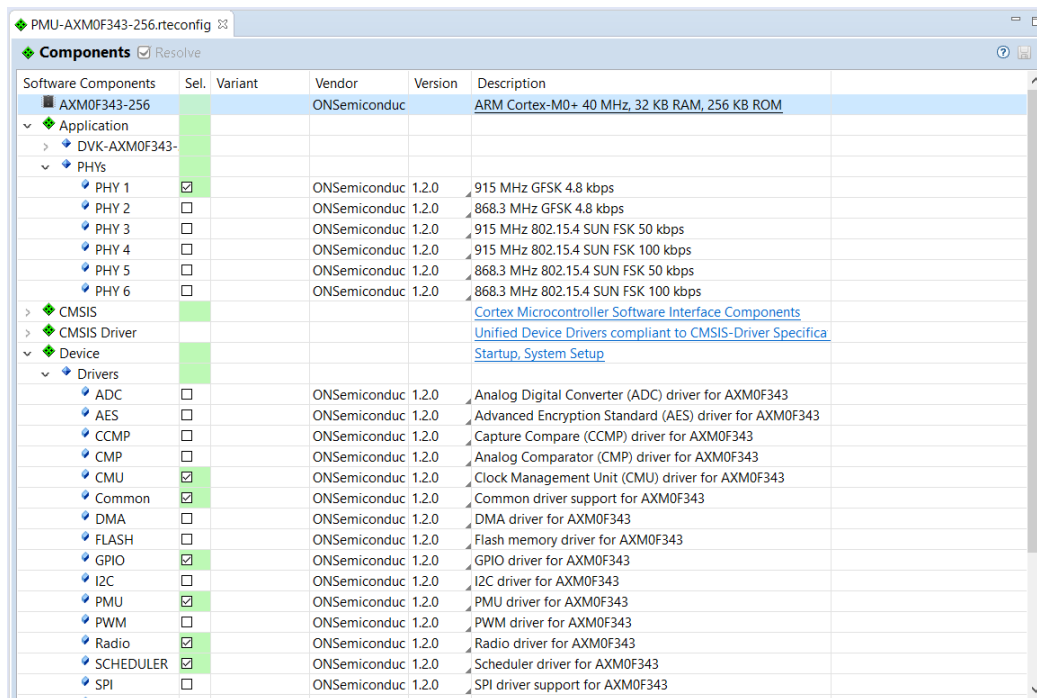 PMU-AXM0F343-256.rteconfig
Components Resolve
Software Components Sel. Variant Vendor Version Description
AXM0F343-256 ONSemiconduc ARM Cortex-M0+ 40 MHz, 32 KB RAM, 256 KB ROM
Application
DVK-AXM0F343-
PHYs
PHY 1 ONSemiconduc 1.2.0 915 MHz GFSK 4.8 kbps
PHY 2 ONSemiconduc 1.2.0 868.3 MHz GFSK 4.8 kbps
PHY 3 ONSemiconduc 1.2.0 915 MHz 802.15.4 SUN FSK 50 kbps
PHY 4 ONSemiconduc 1.2.0 915 MHz 802.15.4 SUN FSK 100 kbps
PHY 5 ONSemiconduc 1.2.0 868.3 MHz 802.15.4 SUN FSK 50 kbps
PHY 6 ONSemiconduc 1.2.0 868.3 MHz 802.15.4 SUN FSK 100 kbps
CMSIS Cortex Microcontroller Software Interface Components
CMSIS Driver Unified Device Drivers compliant to CMSIS-Driver Specifica
Device Startup, System Setup
Drivers
ADC ONSemiconduc 1.2.0 Analog Digital Converter (ADC) driver for AXM0F343
AES ONSemiconduc 1.2.0 Advanced Encryption Standard (AES) driver for AXM0F343
CCMP ONSemiconduc 1.2.0 Capture Compare (CCMP) driver for AXM0F343
CMP ONSemiconduc 1.2.0 Analog Comparator (CMP) driver for AXM0F343
CMU ONSemiconduc 1.2.0 Clock Management Unit (CMU) driver for AXM0F343
Common ONSemiconduc 1.2.0 Common driver support for AXM0F343
DMA ONSemiconduc 1.2.0 DMA driver for AXM0F343
FLASH ONSemiconduc 1.2.0 Flash memory driver for AXM0F343
GPIO ONSemiconduc 1.2.0 GPIO driver for AXM0F343
I2C ONSemiconduc 1.2.0 I2C driver for AXM0F343
PMU ONSemiconduc 1.2.0 PMU driver for AXM0F343
PWM ONSemiconduc 1.2.0 PWM driver for AXM0F343
Radio ONSemiconduc 1.2.0 Radio driver for AXM0F343
SCHEDULER ONSemiconduc 1.2.0 Scheduler driver for AXM0F343
SPI ONSemiconduc 1.2.0 SPI driver support for AXM0F343